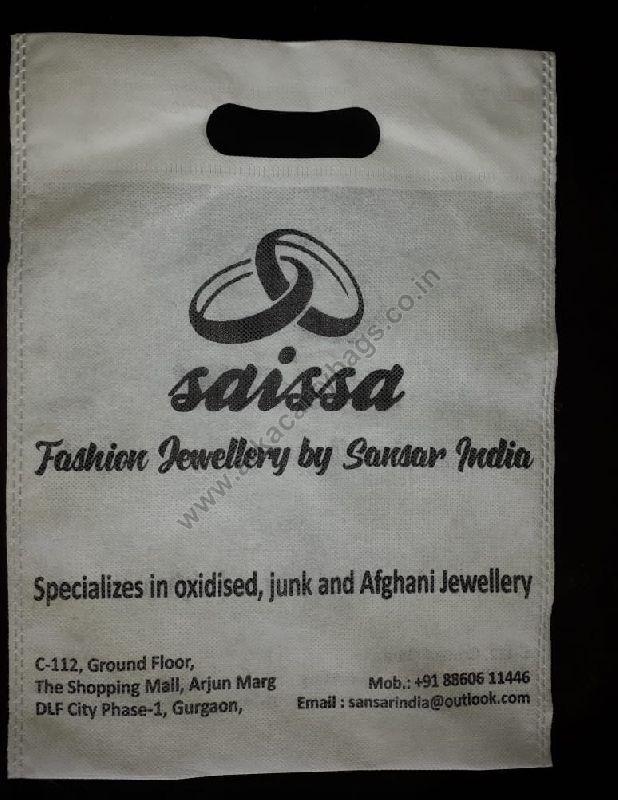 saissa
Fashion Jewellery by Sansar India
Specializes in oxidised, junk and Afghani Jewellery
C-112, Ground Floor,
The Shopping Mall, Arjun Marg
DLF City Phase-1, Gurgaon,
Mob.: +91 88606 11446
Email : sansarindia@outlook.com